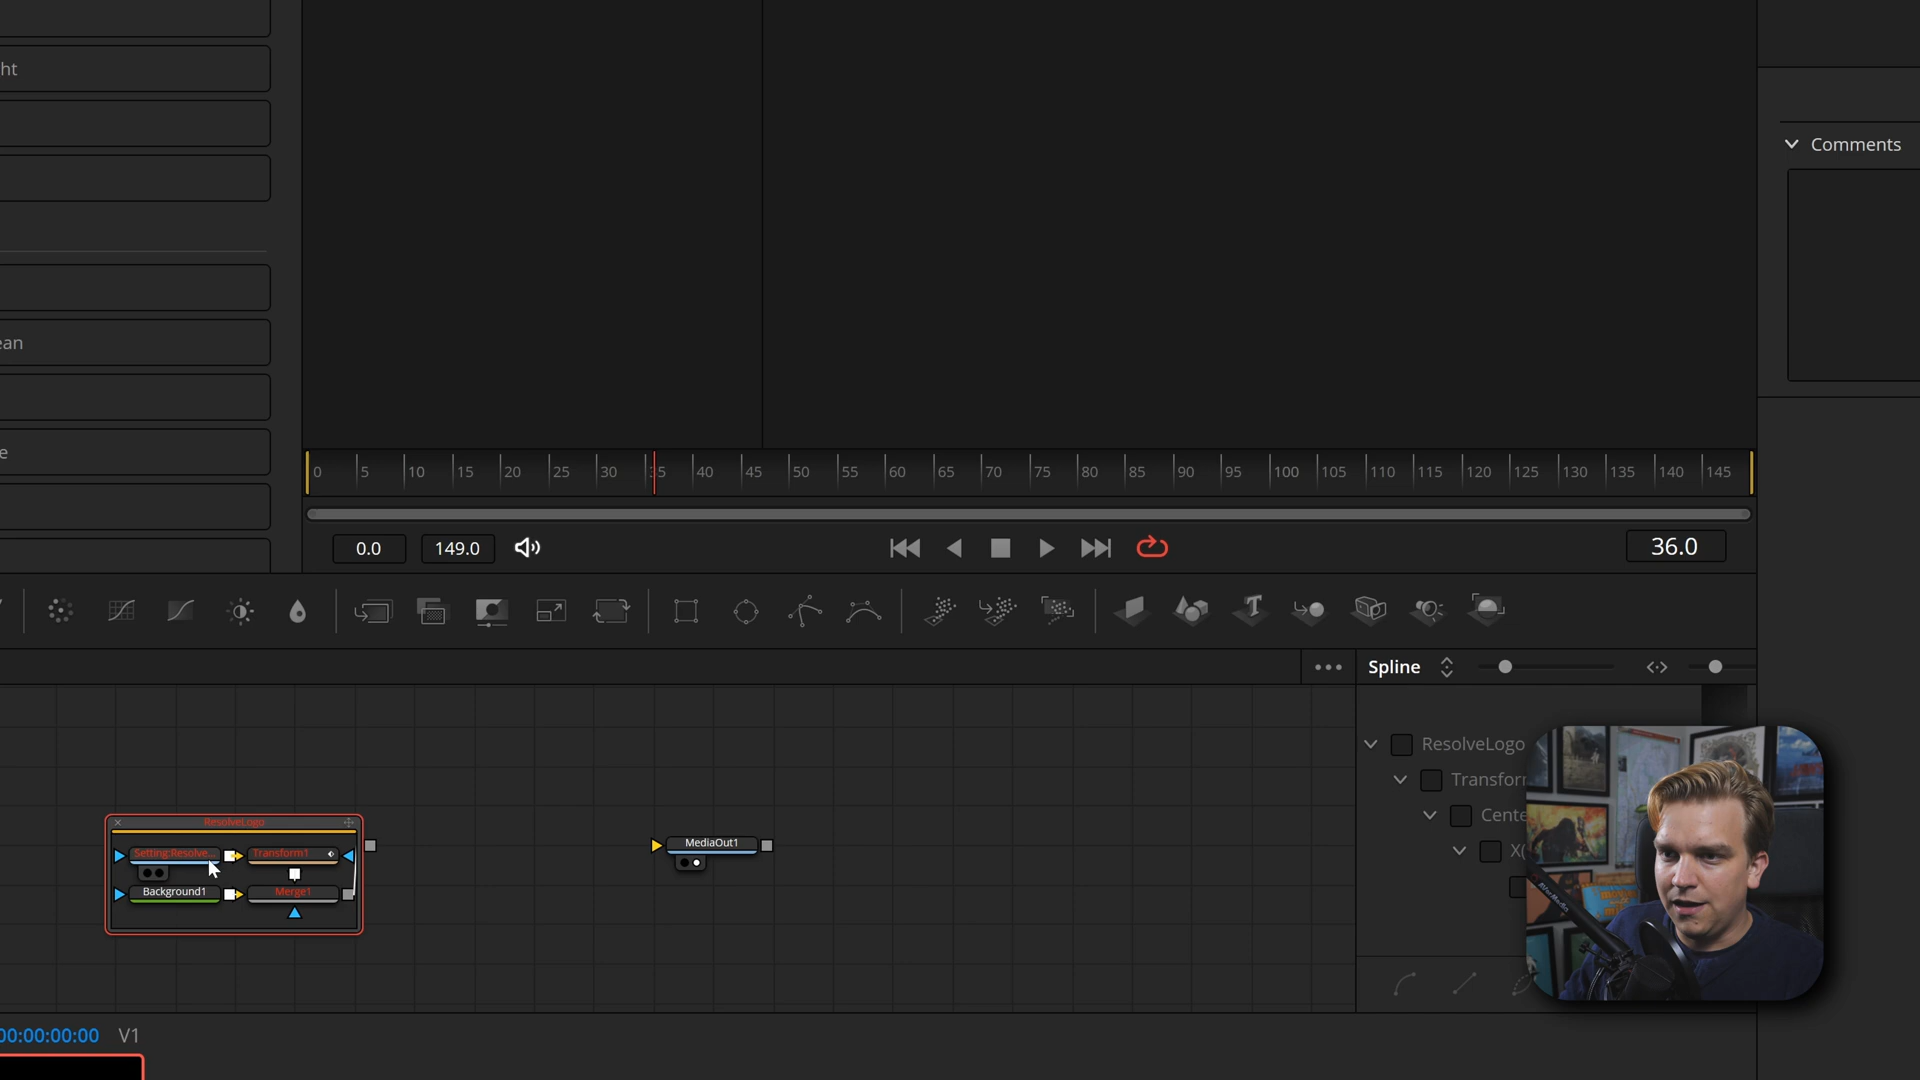 ht
ean
e
Comments
0 5 10 15 20 25 30 35 40 45 50 55 60 65 70 75 80 85 90 95 100 105 110 115 120 125 130 135 140 145
0.0 149.0 36.0
Spline
ResolveLogo
Transform
Cente
X(
ResolveLogo
Setting:Resolve... Transform1
Background1 Merge1
MediaOut1
00:00:00:00 V1